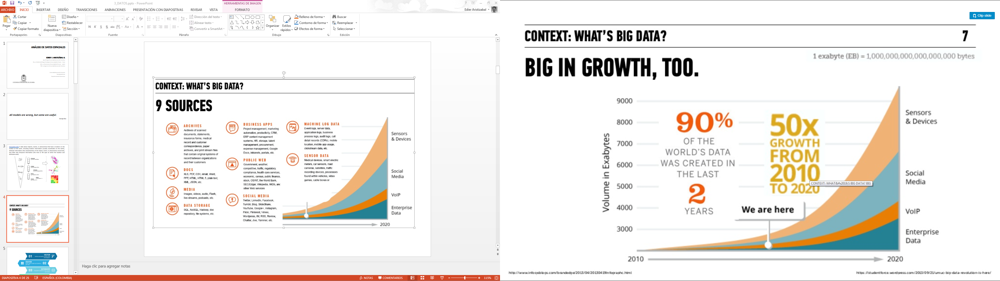 3_DATOS.pptx - PowerPoint
HERRAMIENTAS DE IMAGEN
ARCHIVO INICIO INSERTAR DISEÑO TRANSICIONES ANIMACIONES PRESENTACIÓN CON DIAPOSITIVAS REVISAR VISTA FORMATO
Edier Aristizabal
Pegar
Cortar
Copiar
Copiar formato
Portapapeles
Nueva
diapositiva
Diseño
Restablecer
Sección
Diapositivas
N K S S abc AV Aa A
Fuente
Dirección del texto
Alinear texto
Convertir a SmartArt
Párrafo
Organizar
Estilos
rápidos
Relleno de forma
Contorno de forma
Efectos de forma
Dibujo
Buscar
Reemplazar
Seleccionar
Edición
1
ANÁLISIS DE DATOS ESPACIALES
EDIER V. ARISTIZÁBAL G.
2
All models are wrong, but some are useful.
George Box
3
4
CONTEXT: WHAT'S BIG DATA?
9 SOURCES
5
01 VECTOR
RASTER 02
03 DATABASES
CONTEXT: WHAT'S BIG DATA?
9 SOURCES
ARCHIVES
Archives of scanned
documents, statements,
insurance forms, medical
record and customer
correspondence, paper
archives, and print stream files
that contain original systems of
record between organizations
and their customers
DOCS
XLS, PDF, CSV, email, Word,
PPT, HTML, HTML 5, plain text,
XML, JSON, etc.
MEDIA
Images, videos, audio, Flash,
live streams, podcasts, etc.
DATA STORAGE
SQL, NoSQL, Hadoop, doc
repository, file systems, etc.
BUSINESS APPS
Project management, marketing
automation, productivity, CRM,
ERP content management
systems, HR, storage, talent
management, procurement,
expense management, Google
Docs, intranets, portals, etc.
PUBLIC WEB
Government, weather,
competitive, traffic, regulatory,
compliance, health care services,
economic, census, public finance,
stock, OSINT, the World Bank,
SEC/Edgar, Wikipedia, IMDb, and
other Web services
SOCIAL MEDIA
Twitter, LinkedIn, Facebook,
Tumblr, Blog, SlideShare,
YouTube, Google+, Instagram,
Flickr, Pinterest, Vimeo,
Wordpress, IM, RSS, Review,
Chatter, Jive, Yammer, etc.
MACHINE LOG DATA
Event logs, server data,
application logs, business
process logs, audit logs, call
detail records (CDRs), mobile
location, mobile app usage,
clickstream data, etc.
SENSOR DATA
Medical devices, smart electric
meters, car sensors, road
cameras, satellites, traffic
recording devices, processors
found within vehicles, video
games, cable boxes or
Sensors
& Devices
Social
Media
VoIP
Enterprise
Data
2020
Haga clic para agregar notas
DIAPOSITIVA 4 DE 25 ESPAÑOL (COLOMBIA) NOTAS COMENTARIOS 115%
Clip slide
CONTEXT: WHAT'S BIG DATA? 7
1 exabyte (EB) = 1,000,000,000,000,000,000 bytes
BIG IN GROWTH, TOO.
Volume in Exabytes
9000
8000
7000
6000
5000
4000
3000
90%
OF THE
WORLD'S DATA
WAS CREATED IN
THE LAST
2
YEARS
50x
GROWTH
FROM
2010
TO 2020
CONTEXT: WHAT&#x2019;S BIG DATA? BIG
We are here
Sensors
& Devices
Social
Media
VoIP
Enterprise
Data
2010 2020
http://www.infosysblogs.com/brandedge/2013/04/20130419infographc.html
https://studentforce.wordpress.com/2013/09/21/umuc-big-data-revolution-is-here/